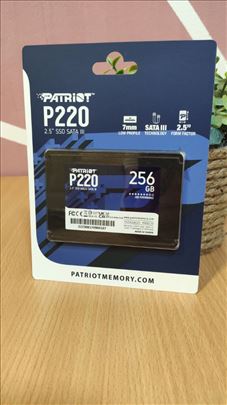 PATRIOT
P220
2.5" SSD SATA III
7mm
LOW PROFILE
SATA III
TECHNOLOGY
2.5"
FORM FACTOR
PATRIOT
P220
256
GB
PATRIOTMEMORY.COM